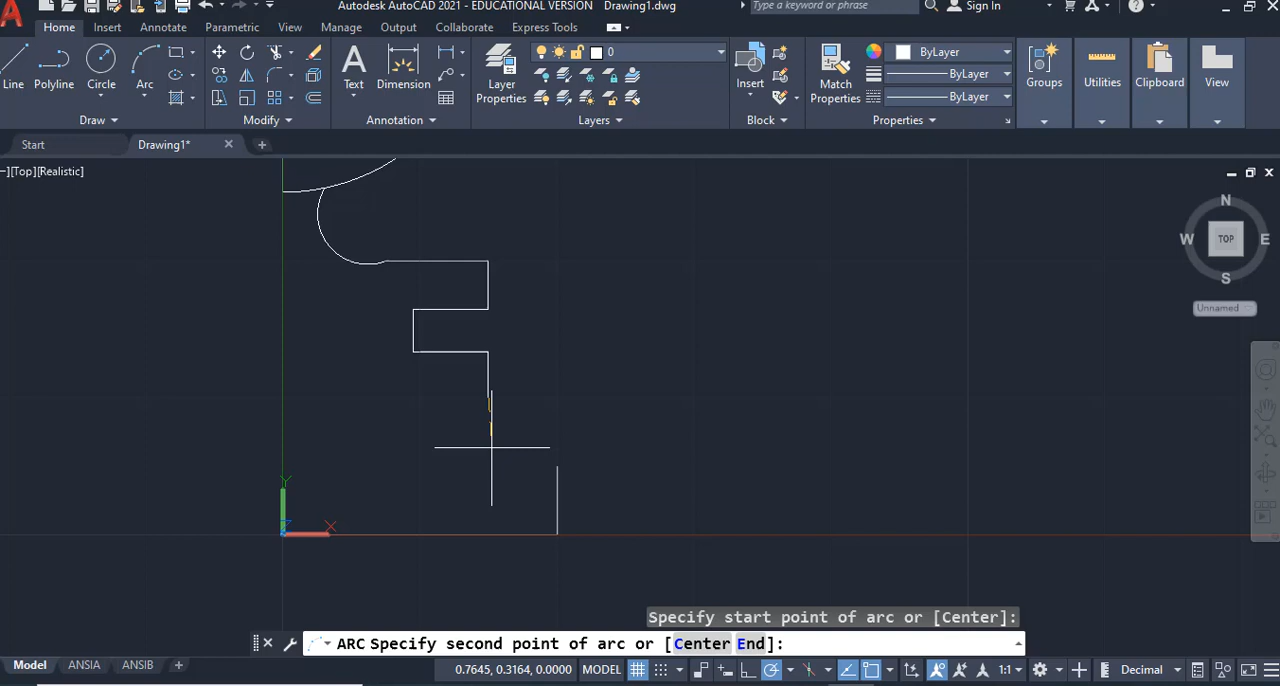 Autodesk AutoCAD 2021 - EDUCATIONAL VERSION Drawing1.dwg Type a keyword or phrase Sign In
Home Insert Annotate Parametric View Manage Output Collaborate Express Tools
0 ByLayer
ByLayer
ByLayer
Line Polyline Circle Arc Text Dimension Layer Properties Insert Match Properties Groups Utilities Clipboard View
Draw Modify Annotation Layers Block Properties
Start Drawing1*
–][Top][Realistic]
N
W TOP E
S
Unnamed
Y
X
Specify start point of arc or [Center]:
ARC Specify second point of arc or [Center End]:
Model ANSIA ANSIB + 0.7645, 0.3164, 0.0000 MODEL 1:1 Decimal